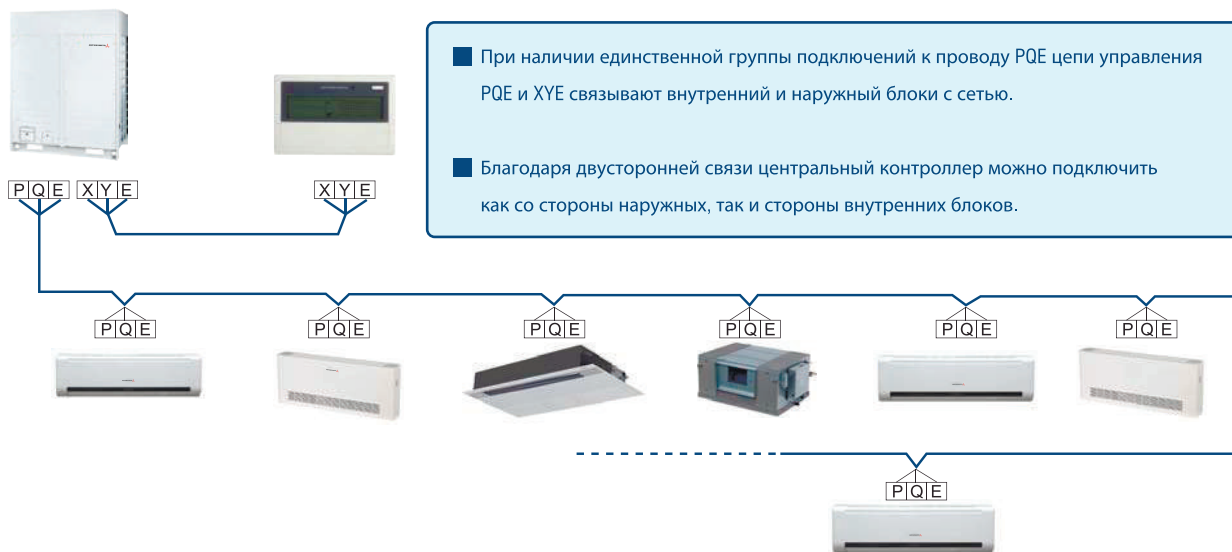 При наличии единственной группы подключений к проводу PQE цепи управления
PQE и XYE связывают внутренний и наружный блоки с сетью.
Благодаря двусторонней связи центральный контроллер можно подключить
как со стороны наружных, так и стороны внутренних блоков.
P Q E X Y E X Y E
P Q E P Q E P Q E P Q E P Q E P Q E
P Q E